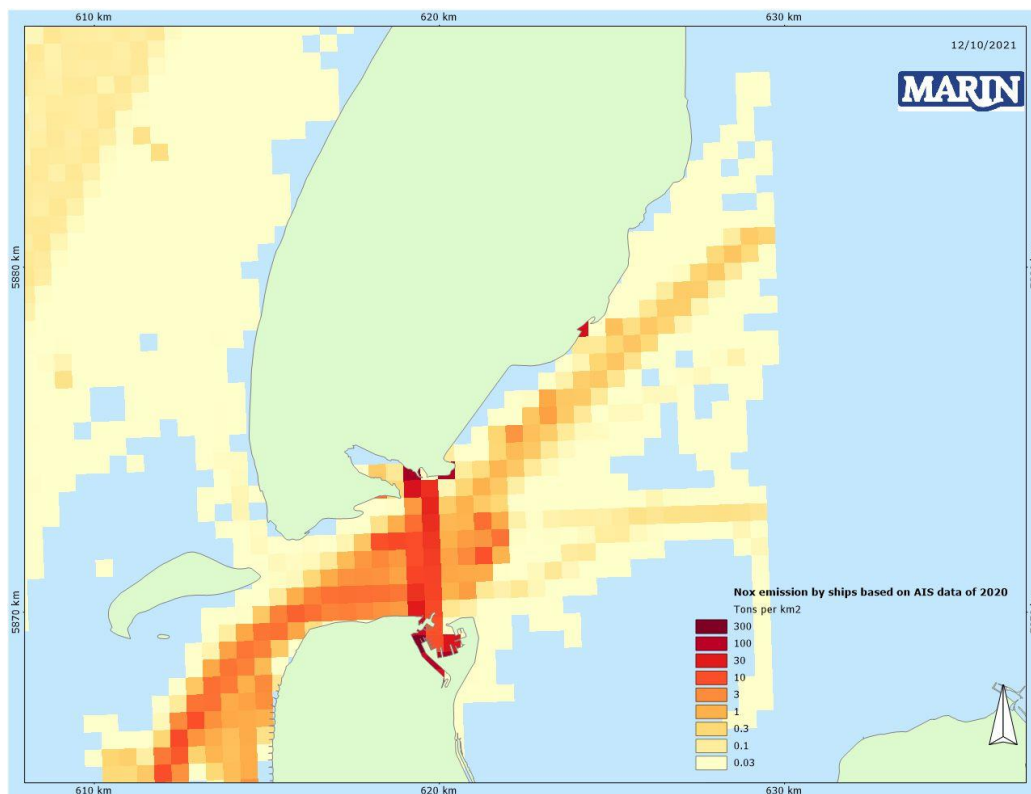 610 km
620 km
630 km
12/10/2021
MARIN
5880 km
5870 km
Nox emission by ships based on AIS data of 2020
Tons per km2
300
100
30
10
3
1
0.3
0.1
0.03
610 km
620 km
630 km